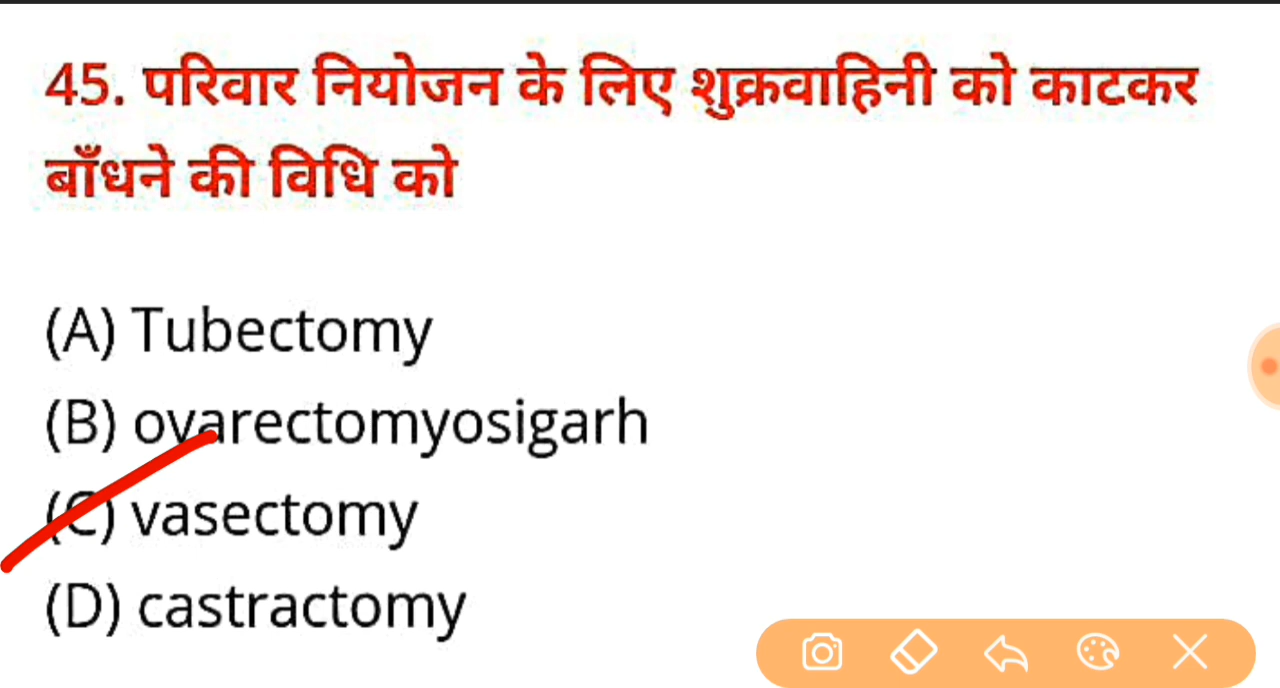 45. परिवार नियोजन के लिए शुक्रवाहिनी को काटकर
बाँधने की विधि को
(A) Tubectomy
(B) ovarectomyosigarh
(C) vasectomy
(D) castractomy